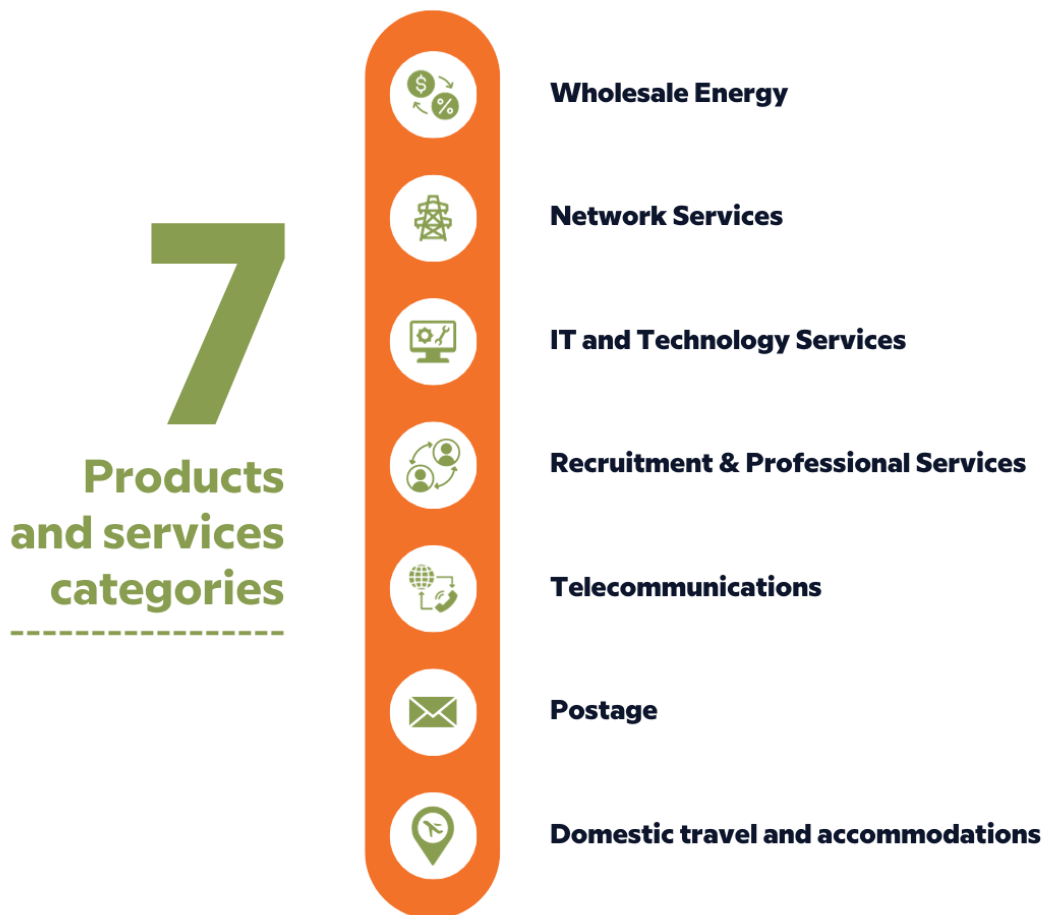 7
Products
and services
categories
Wholesale Energy
Network Services
IT and Technology Services
Recruitment & Professional Services
Telecommunications
Postage
Domestic travel and accommodations